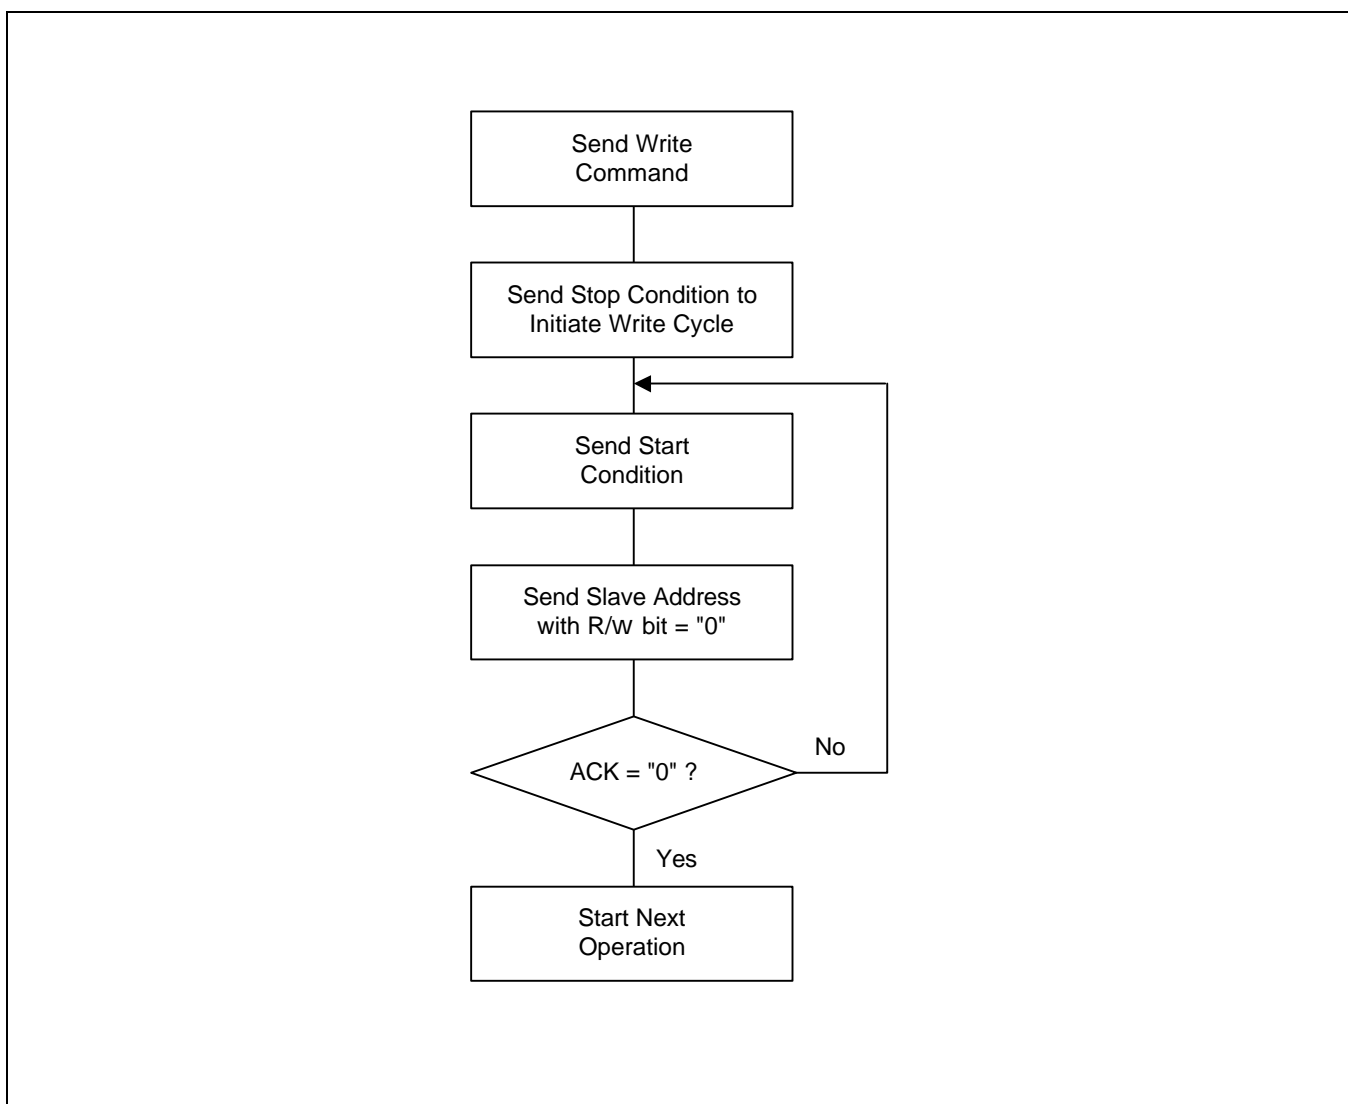 Send Write
Command
Send Stop Condition to
Initiate Write Cycle
Send Start
Condition
Send Slave Address
with R/w bit = "0"
ACK = "0" ?
No
Yes
Start Next
Operation